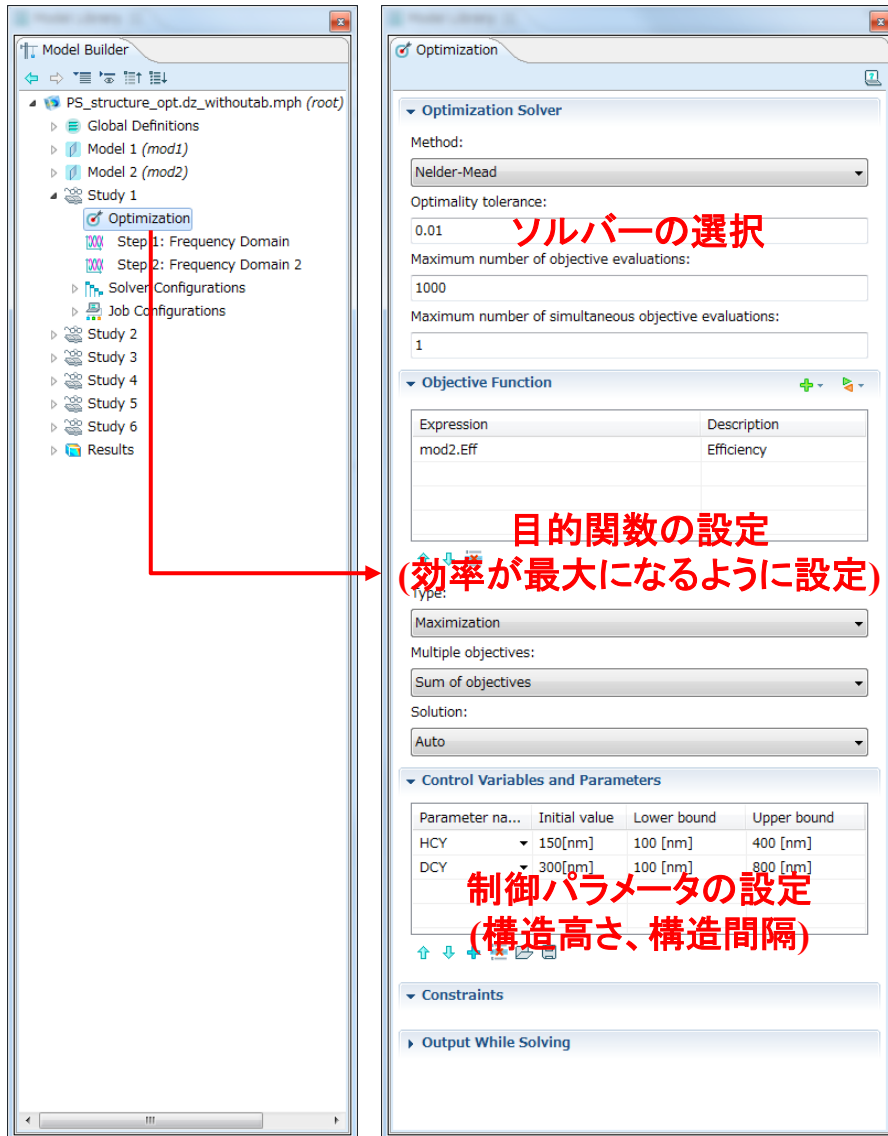 Model Builder
PS_structure_opt.dz_withoutab.mph (root)
Global Definitions
Model 1 (mod1)
Model 2 (mod2)
Study 1
Optimization
Step 1: Frequency Domain
Step 2: Frequency Domain 2
Solver Configurations
Job Configurations
Study 2
Study 3
Study 4
Study 5
Study 6
Results
Optimization
Optimization Solver
Method:
Nelder-Mead
Optimality tolerance:
0.01
ソルバーの選択
Maximum number of objective evaluations:
1000
Maximum number of simultaneous objective evaluations:
1
Objective Function
Expression Description
mod2.Eff Efficiency
目的関数の設定
(効率が最大になるように設定)
Type:
Maximization
Multiple objectives:
Sum of objectives
Solution:
Auto
Control Variables and Parameters
Parameter na... Initial value Lower bound Upper bound
HCY 150[nm] 100 [nm] 400 [nm]
DCY 300[nm] 100 [nm] 800 [nm]
制御パラメータの設定
(構造高さ、構造間隔)
Constraints
Output While Solving